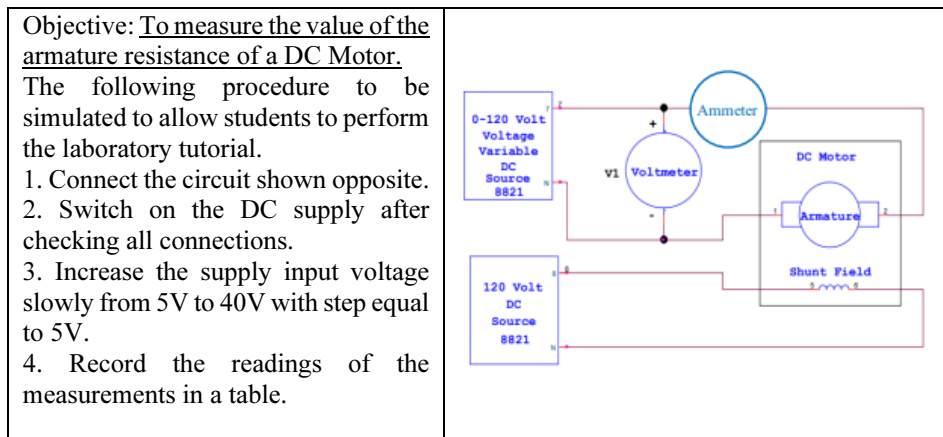 Objective: To measure the value of the
armature resistance of a DC Motor.
The following procedure to be
simulated to allow students to perform
the laboratory tutorial.
1. Connect the circuit shown opposite.
2. Switch on the DC supply after
checking all connections.
3. Increase the supply input voltage
slowly from 5V to 40V with step equal
to 5V.
4. Record the readings of the
measurements in a table.
0-120 Volt
Voltage
Variable
DC
Source
8821
7
N
+
V1
Voltmeter
-
Ammeter
DC Motor
1
Armature
2
Shunt Field
5
6
120 Volt
DC
Source
8821
8
N